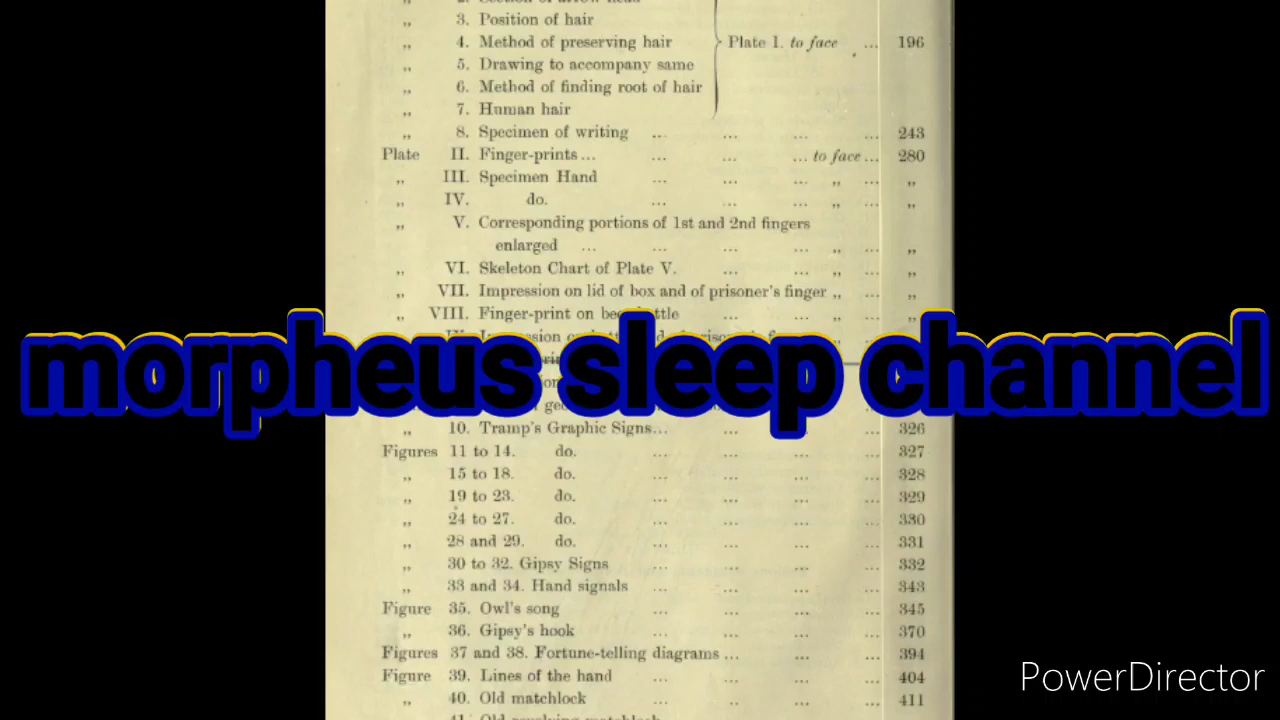 3. Position of hair
„ 4. Method of preserving hair Plate 1. to face ... 196
„ 5. Drawing to accompany same
„ 6. Method of finding root of hair
„ 7. Human hair
„ 8. Specimen of writing ... ... ... ... 243
Plate II. Finger-prints ... ... ... ... to face ... 280
„ III. Specimen Hand ... ... ... „ ... „
„ IV. do. ... ... ... „ ... „
„ V. Corresponding portions of 1st and 2nd fingers
enlarged ... ... ... ... „ ... „
„ VI. Skeleton Chart of Plate V. ... ... „ ... „
„ VII. Impression on lid of box and of prisoner's finger „ ... „
„ VIII. Finger-print on
morpheus sleep channel
„ 10. Tramp's Graphic Signs... ... ... ... 326
Figures 11 to 14. do. ... ... ... ... 327
„ 15 to 18. do. ... ... ... ... 328
„ 19 to 23. do. ... ... ... ... 329
„ 24 to 27. do. ... ... ... ... 330
„ 28 and 29. do. ... ... ... ... 331
„ 30 to 32. Gipsy Signs ... ... ... ... 332
„ 33 and 34. Hand signals ... ... ... ... 343
Figure 35. Owl's song ... ... ... ... 345
„ 36. Gipsy's hook ... ... ... ... 370
Figures 37 and 38. Fortune-telling diagrams ... ... ... 394
Figure 39. Lines of the hand ... ... ... ... 404
„ 40. Old matchlock ... ... ... ... 411
PowerDirector